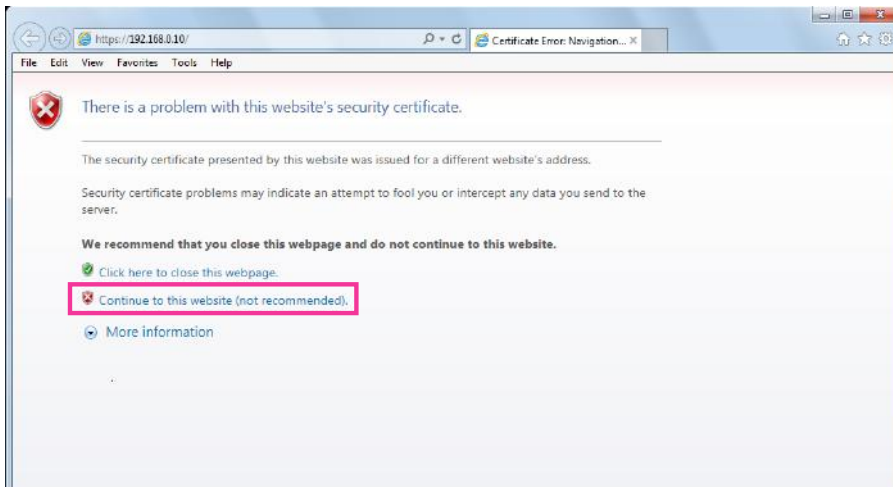 https://192.168.0.10/
Certificate Error: Navigation...
File Edit View Favorites Tools Help
There is a problem with this website's security certificate.
The security certificate presented by this website was issued for a different website's address.
Security certificate problems may indicate an attempt to fool you or intercept any data you send to the
server.
We recommend that you close this webpage and do not continue to this website.
Click here to close this webpage.
Continue to this website (not recommended).
More information